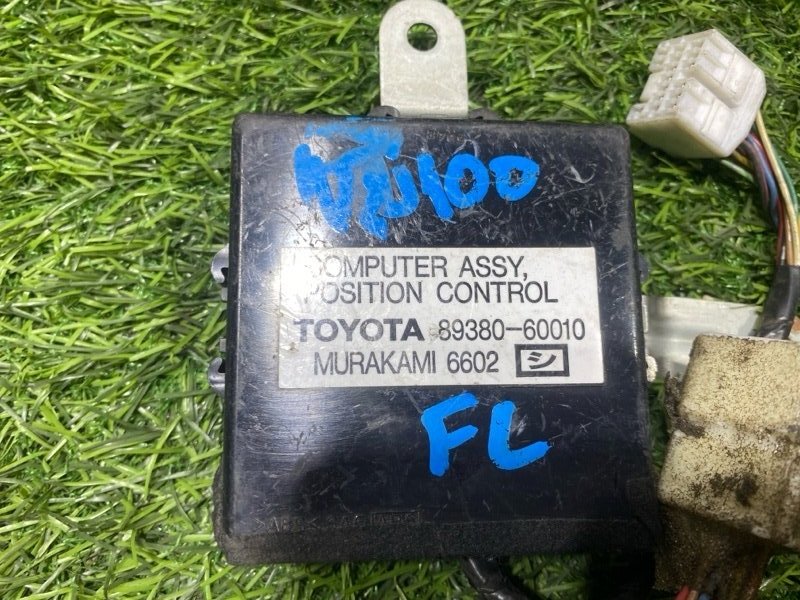 COMPUTER ASSY,
POSITION CONTROL
TOYOTA 89380-60010
MURAKAMI 6602 シ
FL